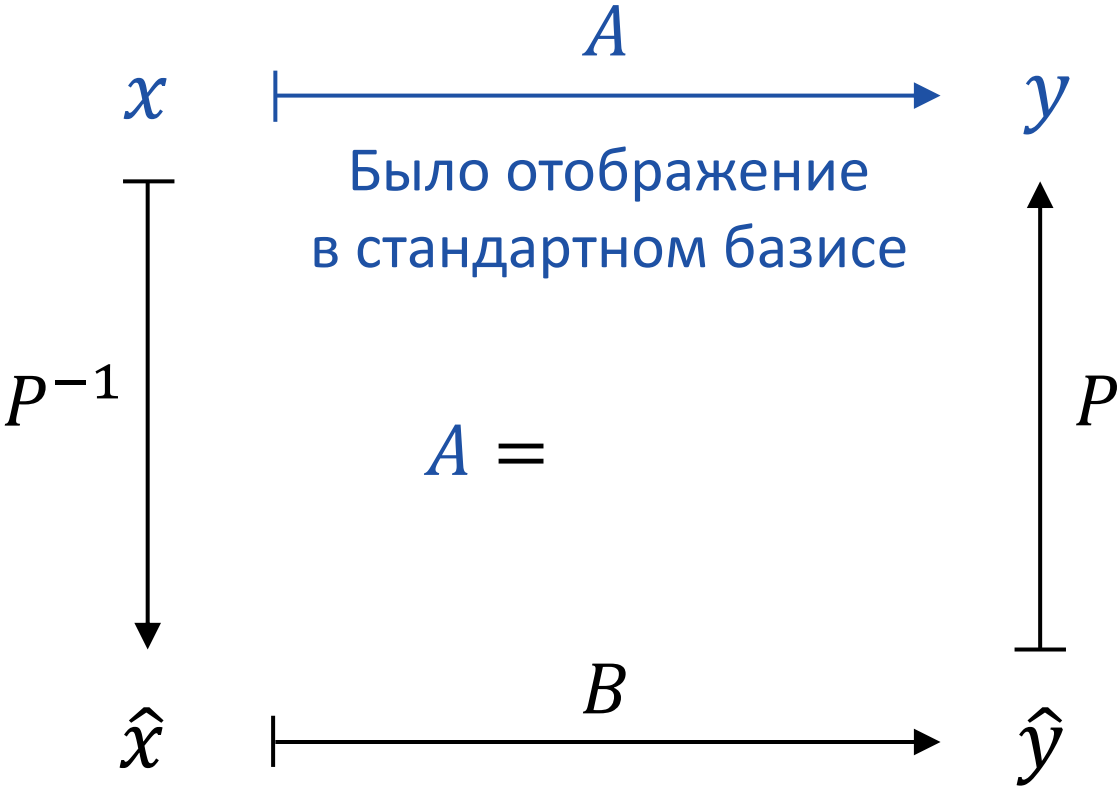 A
x y
Было отображение
в стандартном базисе
P⁻¹ P
A =
B
x̂ ŷ